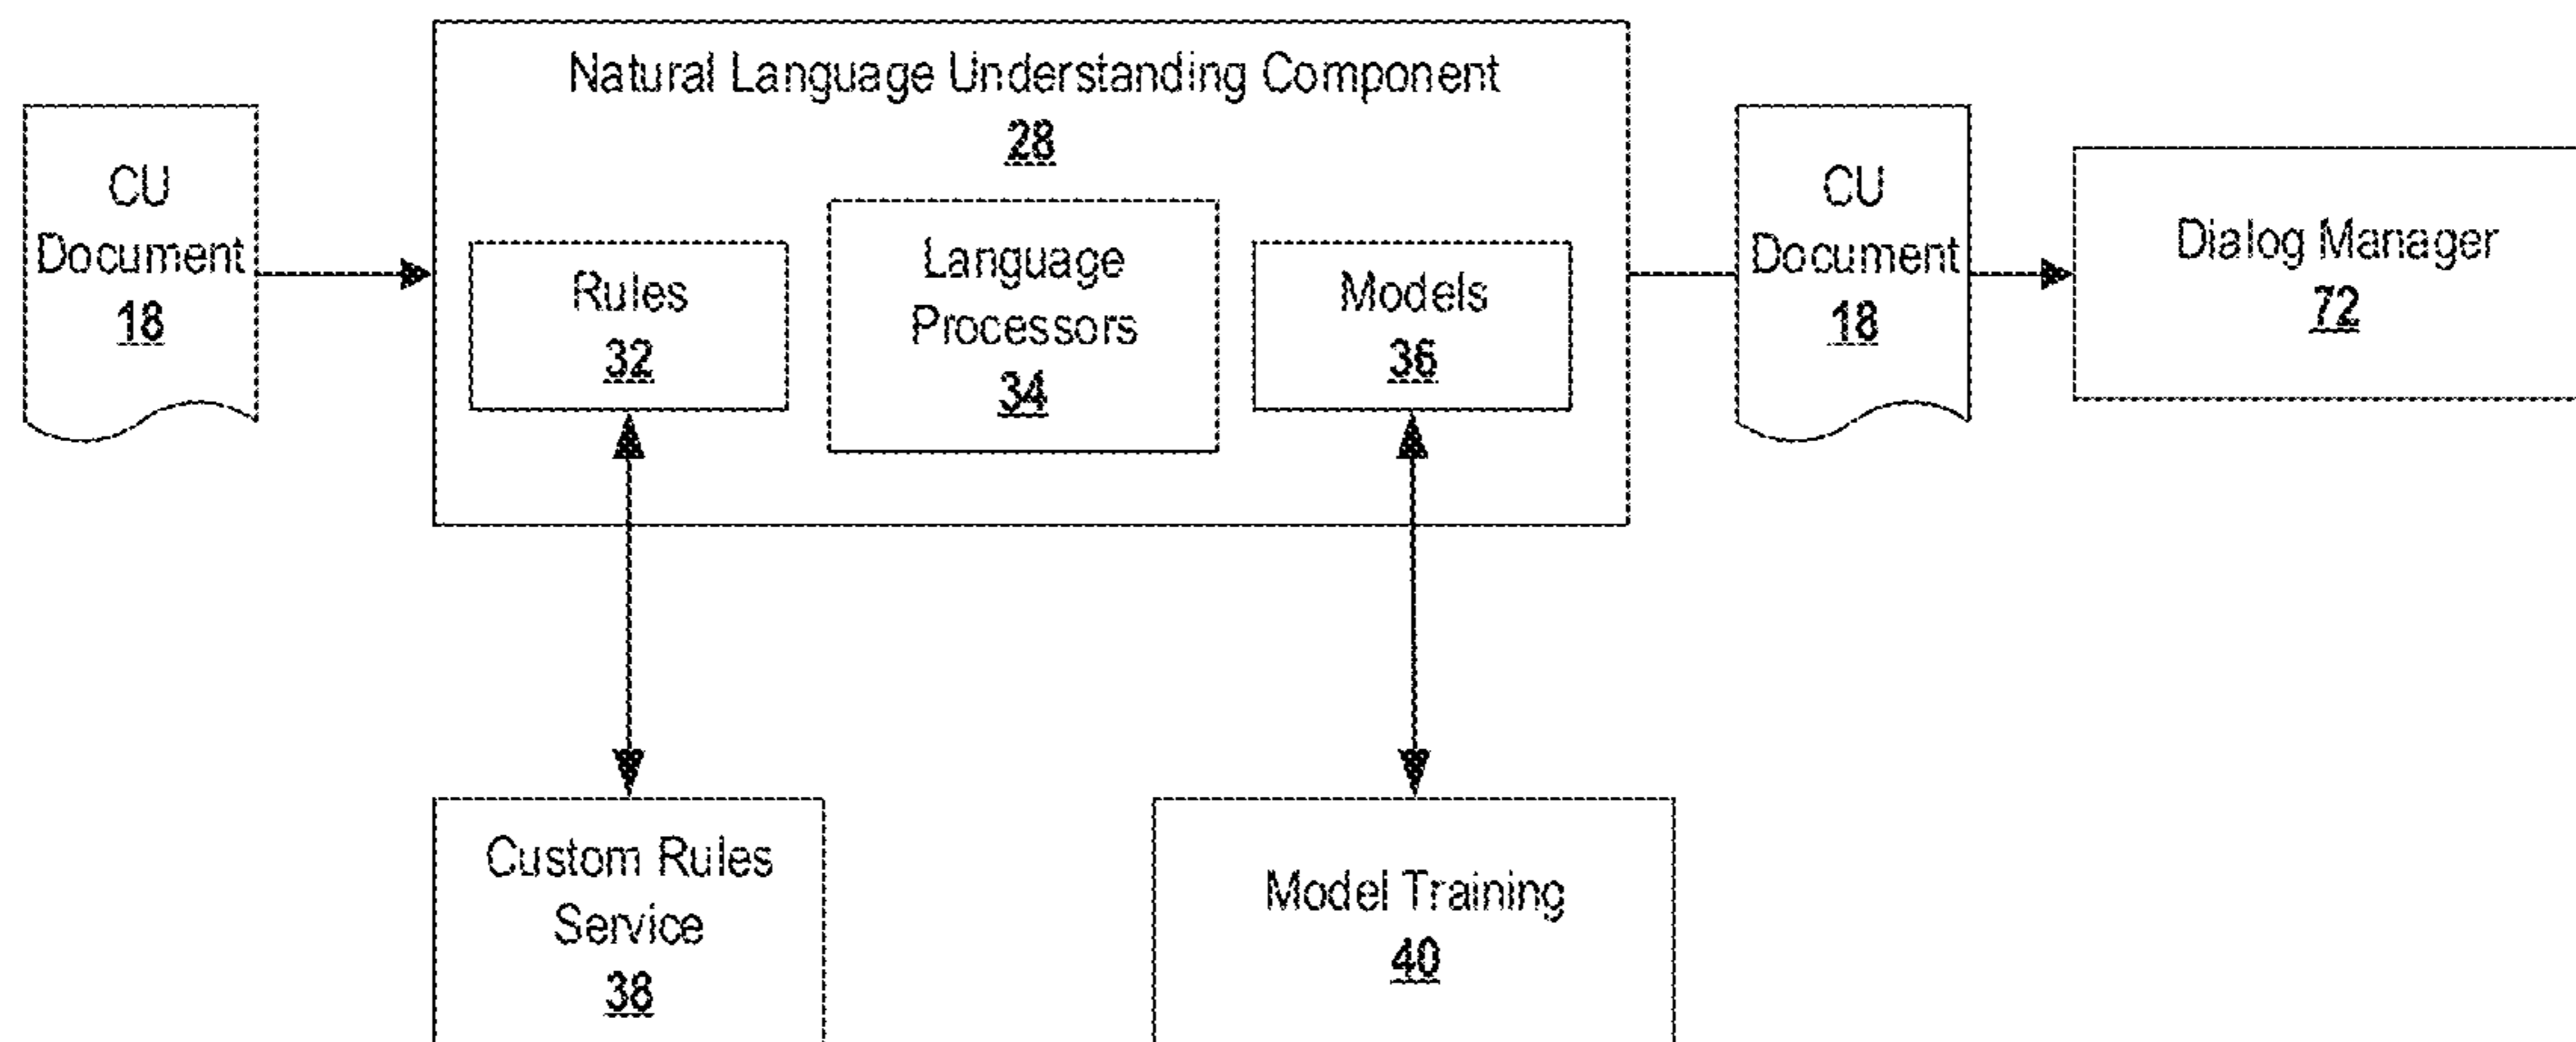 CU
Document
18
Natural Language Understanding Component
28
Rules
32
Language
Processors
34
Models
36
CU
Document
18
Dialog Manager
72
Custom Rules
Service
38
Model Training
40